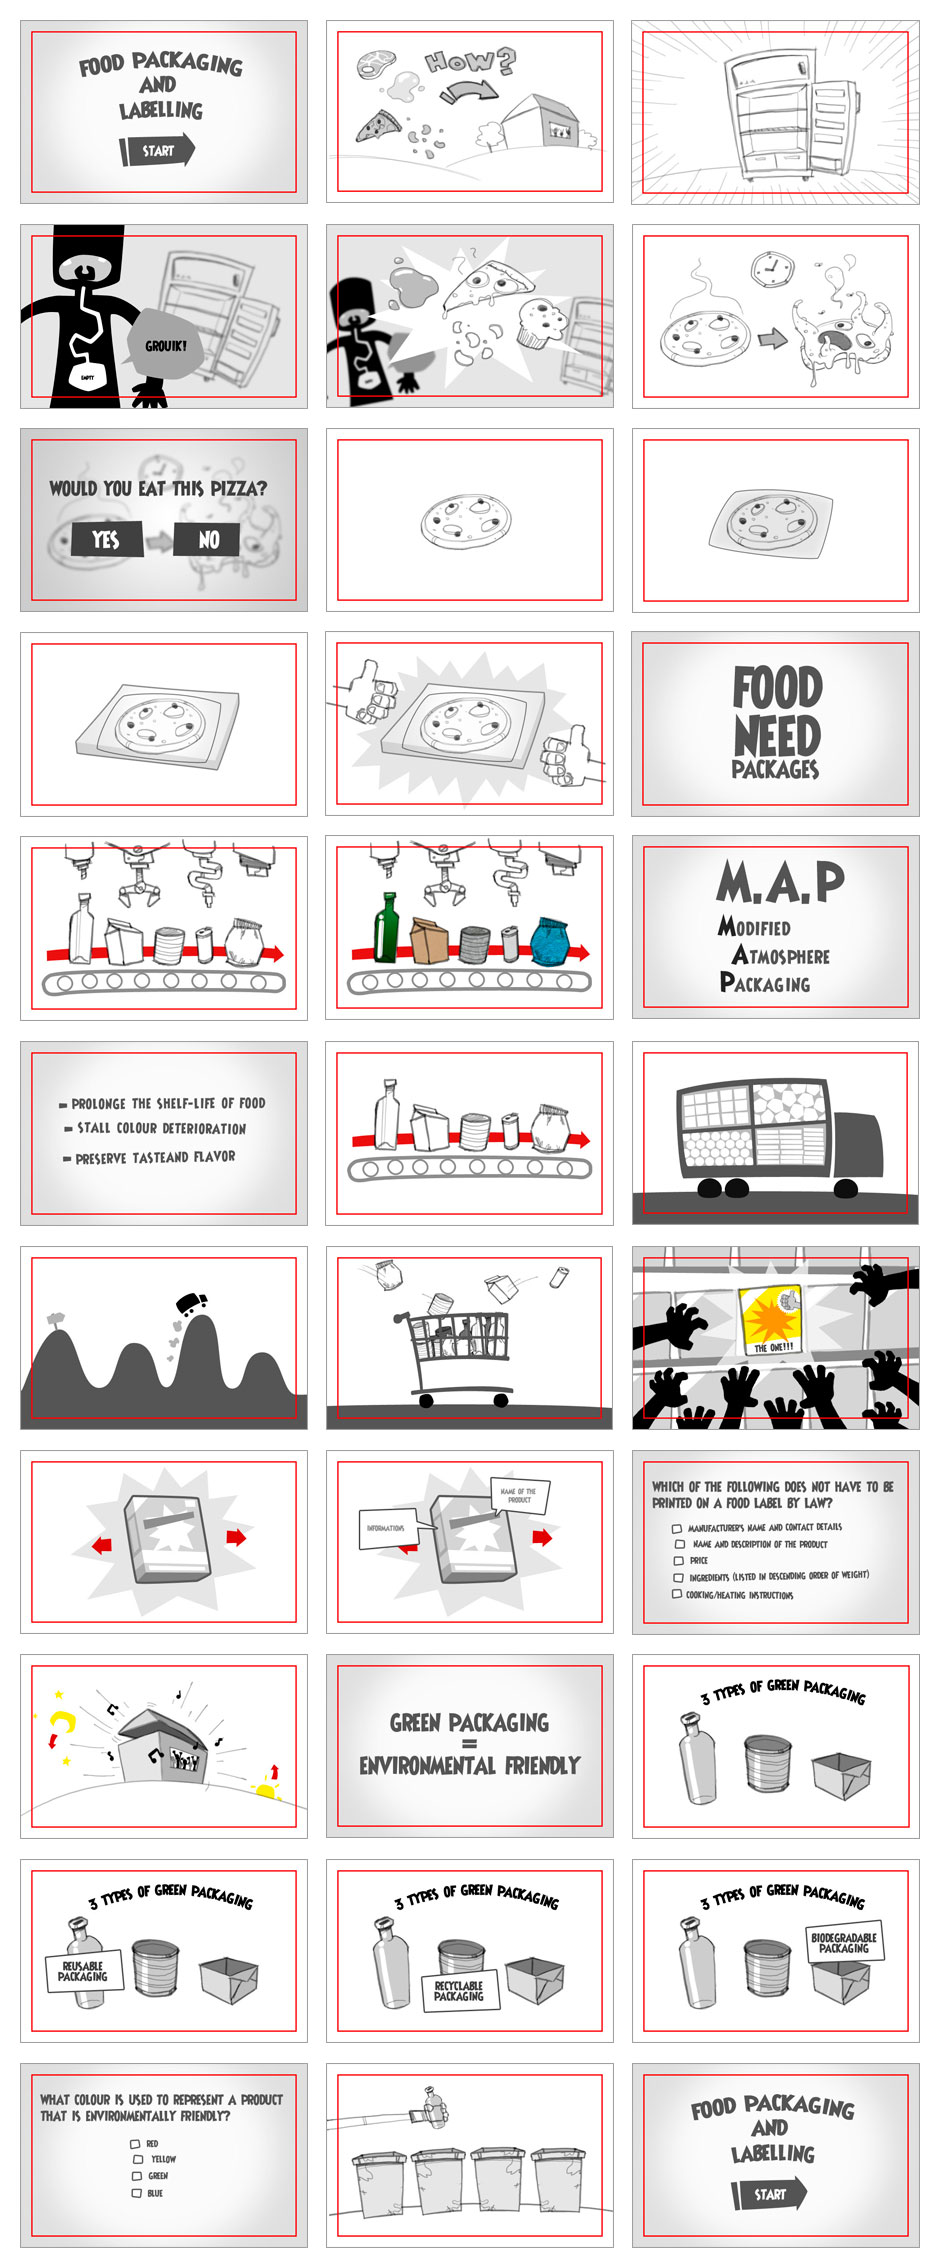 FOOD PACKAGING
AND
LABELLING
START
HOW?
GROUIK!
EMPTY
WOULD YOU EAT THIS PIZZA?
YES
NO
FOOD
NEED
PACKAGES
M.A.P
MODIFIED
ATMOSPHERE
PACKAGING
- PROLONGE THE SHELF-LIFE OF FOOD
- STALL COLOUR DETERIORATION
- PRESERVE TASTEAND FLAVOR
THE ONE!!!
NAME OF THE
PRODUCT
INFORMATIONS
WHICH OF THE FOLLOWING DOES NOT HAVE TO BE
PRINTED ON A FOOD LABEL BY LAW?
MANUFACTURER'S NAME AND CONTACT DETAILS
NAME AND DESCRIPTION OF THE PRODUCT
PRICE
INGREDIENTS (LISTED IN DESCENDING ORDER OF WEIGHT)
COOKING/HEATING INSTRUCTIONS
GREEN PACKAGING
=
ENVIRONMENTAL FRIENDLY
3 TYPES OF GREEN PACKAGING
3 TYPES OF GREEN PACKAGING
REUSABLE
PACKAGING
3 TYPES OF GREEN PACKAGING
RECYCLABLE
PACKAGING
3 TYPES OF GREEN PACKAGING
BIODEGRADABLE
PACKAGING
WHAT COLOUR IS USED TO REPRESENT A PRODUCT
THAT IS ENVIRONMENTALLY FRIENDLY?
RED
YELLOW
GREEN
BLUE
FOOD PACKAGING
AND
LABELLING
START